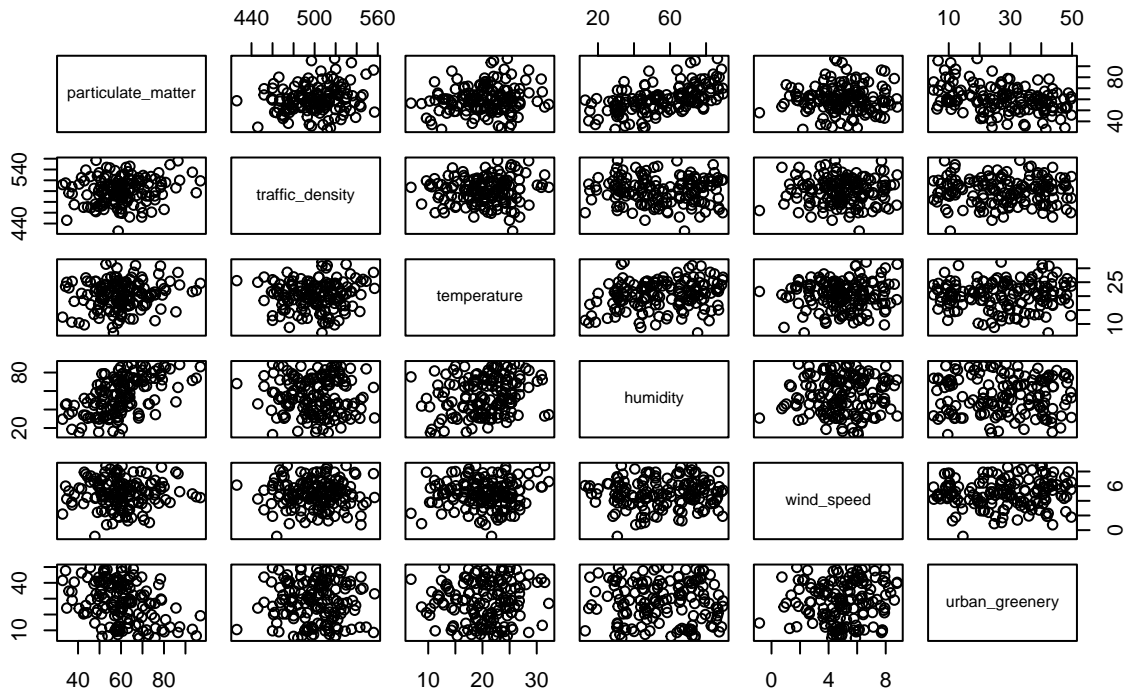 440 500 560 20 60 10 30 50
particulate_matter
40 80
440 540
traffic_density
temperature
10 25
20 80
humidity
wind_speed
0 6
10 40
urban_greenery
40 60 80 10 20 30 0 4 8